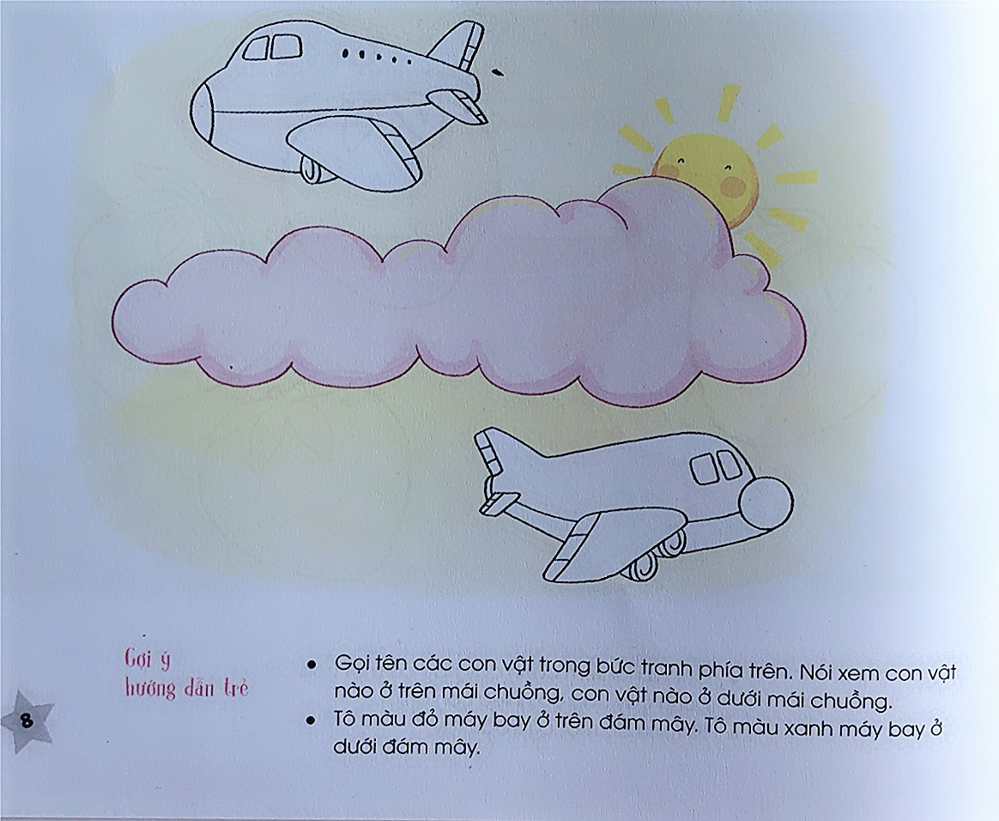 Gợi ý
hướng dẫn trẻ
• Gọi tên các con vật trong bức tranh phía trên. Nói xem con vật
nào ở trên mái chuồng, con vật nào ở dưới mái chuồng.
• Tô màu đỏ máy bay ở trên đám mây. Tô màu xanh máy bay ở
dưới đám mây.
8